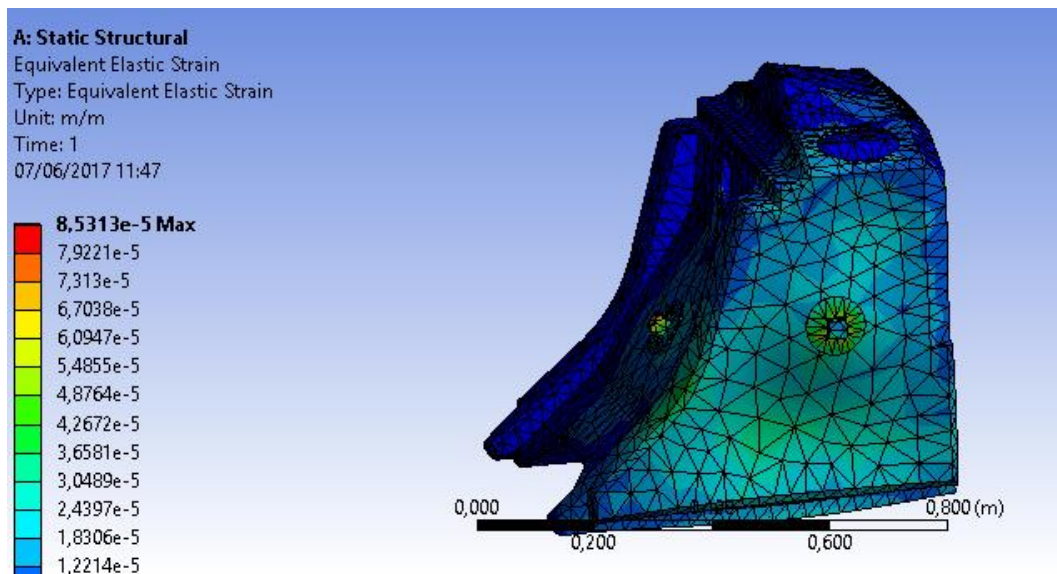 A: Static Structural
Equivalent Elastic Strain
Type: Equivalent Elastic Strain
Unit: m/m
Time: 1
07/06/2017 11:47
8,5313e-5 Max
7,9221e-5
7,313e-5
6,7038e-5
6,0947e-5
5,4855e-5
4,8764e-5
4,2672e-5
3,6581e-5
3,0489e-5
2,4397e-5
1,8306e-5
1,2214e-5
0,000
0,800 (m)
0,200
0,600